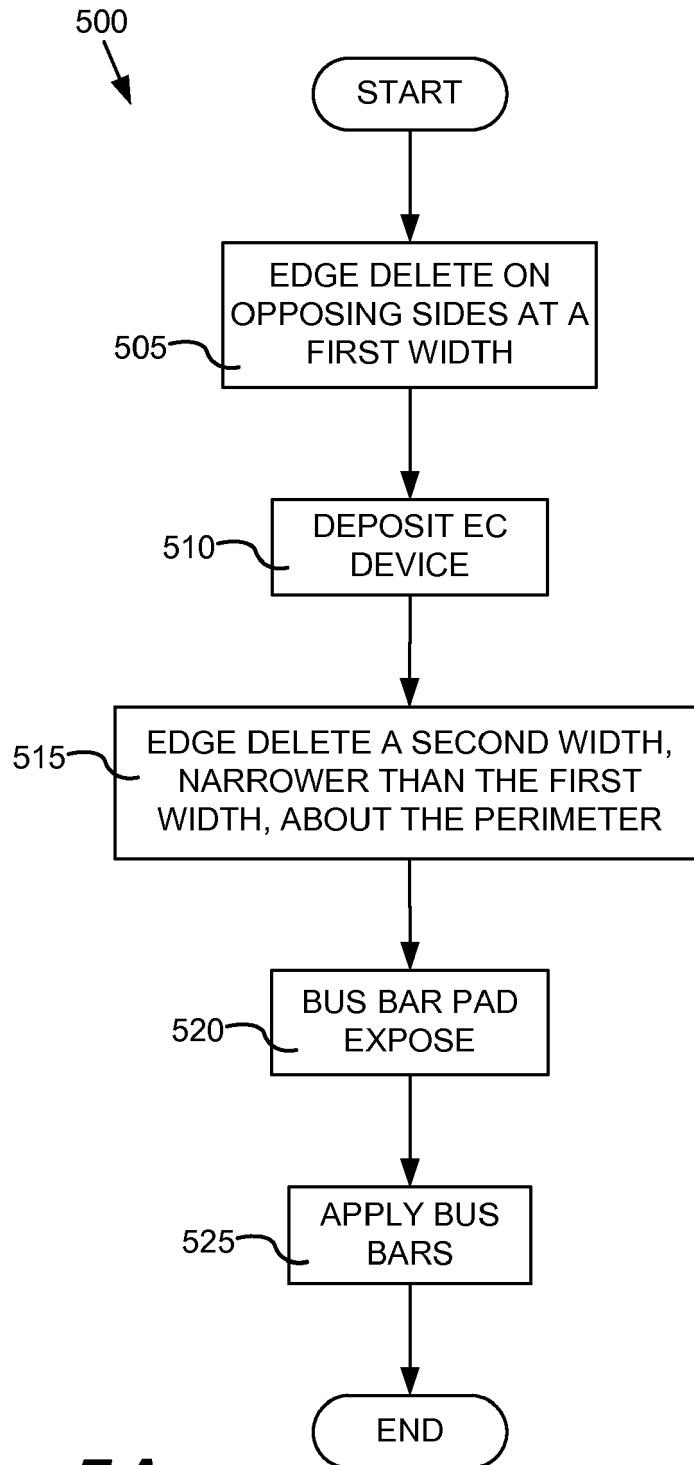 500
START
EDGE DELETE ON
OPPOSING SIDES AT A
FIRST WIDTH
505
DEPOSIT EC
DEVICE
510
EDGE DELETE A SECOND WIDTH,
NARROWER THAN THE FIRST
WIDTH, ABOUT THE PERIMETER
515
BUS BAR PAD
EXPOSE
520
APPLY BUS
BARS
525
END